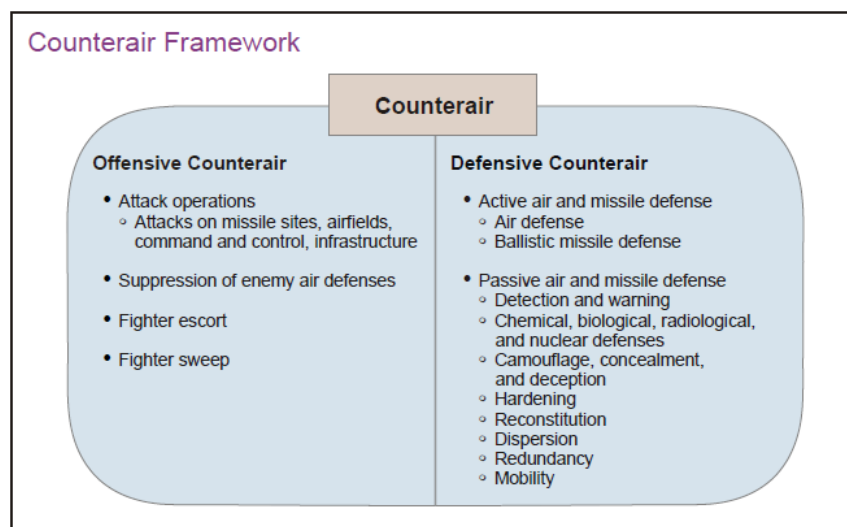 Counterair Framework
Counterair
Offensive Counterair
• Attack operations
○ Attacks on missile sites, airfields,
command and control, infrastructure
• Suppression of enemy air defenses
• Fighter escort
• Fighter sweep
Defensive Counterair
• Active air and missile defense
○ Air defense
○ Ballistic missile defense
• Passive air and missile defense
○ Detection and warning
○ Chemical, biological, radiological,
and nuclear defenses
○ Camouflage, concealment,
and deception
○ Hardening
○ Reconstitution
○ Dispersion
○ Redundancy
○ Mobility